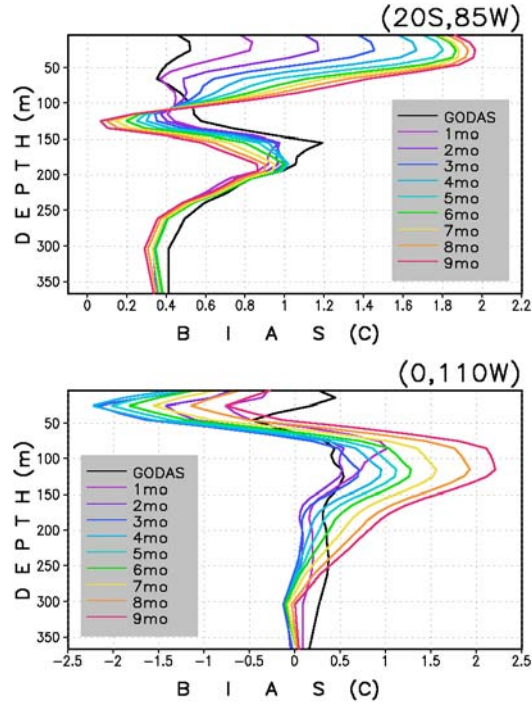 (20S,85W)
DEPTH (m)
50
100
150
200
250
300
350
GODAS
1mo
2mo
3mo
4mo
5mo
6mo
7mo
8mo
9mo
0 0.2 0.4 0.6 0.8 1 1.2 1.4 1.6 1.8 2 2.2
BIAS (C)
(0,110W)
DEPTH (m)
50
100
150
200
250
300
350
GODAS
1mo
2mo
3mo
4mo
5mo
6mo
7mo
8mo
9mo
-2.5 -2 -1.5 -1 -0.5 0 0.5 1 1.5 2 2.5
BIAS (C)